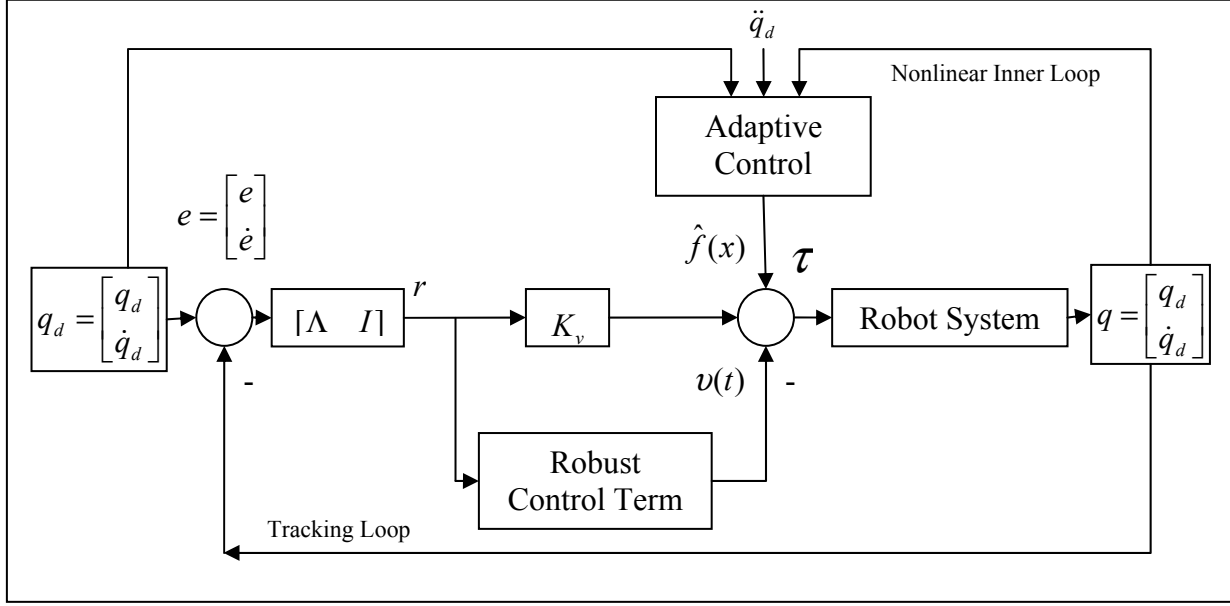 q̈_d
Nonlinear Inner Loop
Adaptive
Control
e = [e ė]
f̂(x)
τ
q_d = [q_d q̇_d]
r
[Λ I]
K_v
Robot System
q = [q_d q̇_d]
-
υ(t) -
Robust
Control Term
Tracking Loop